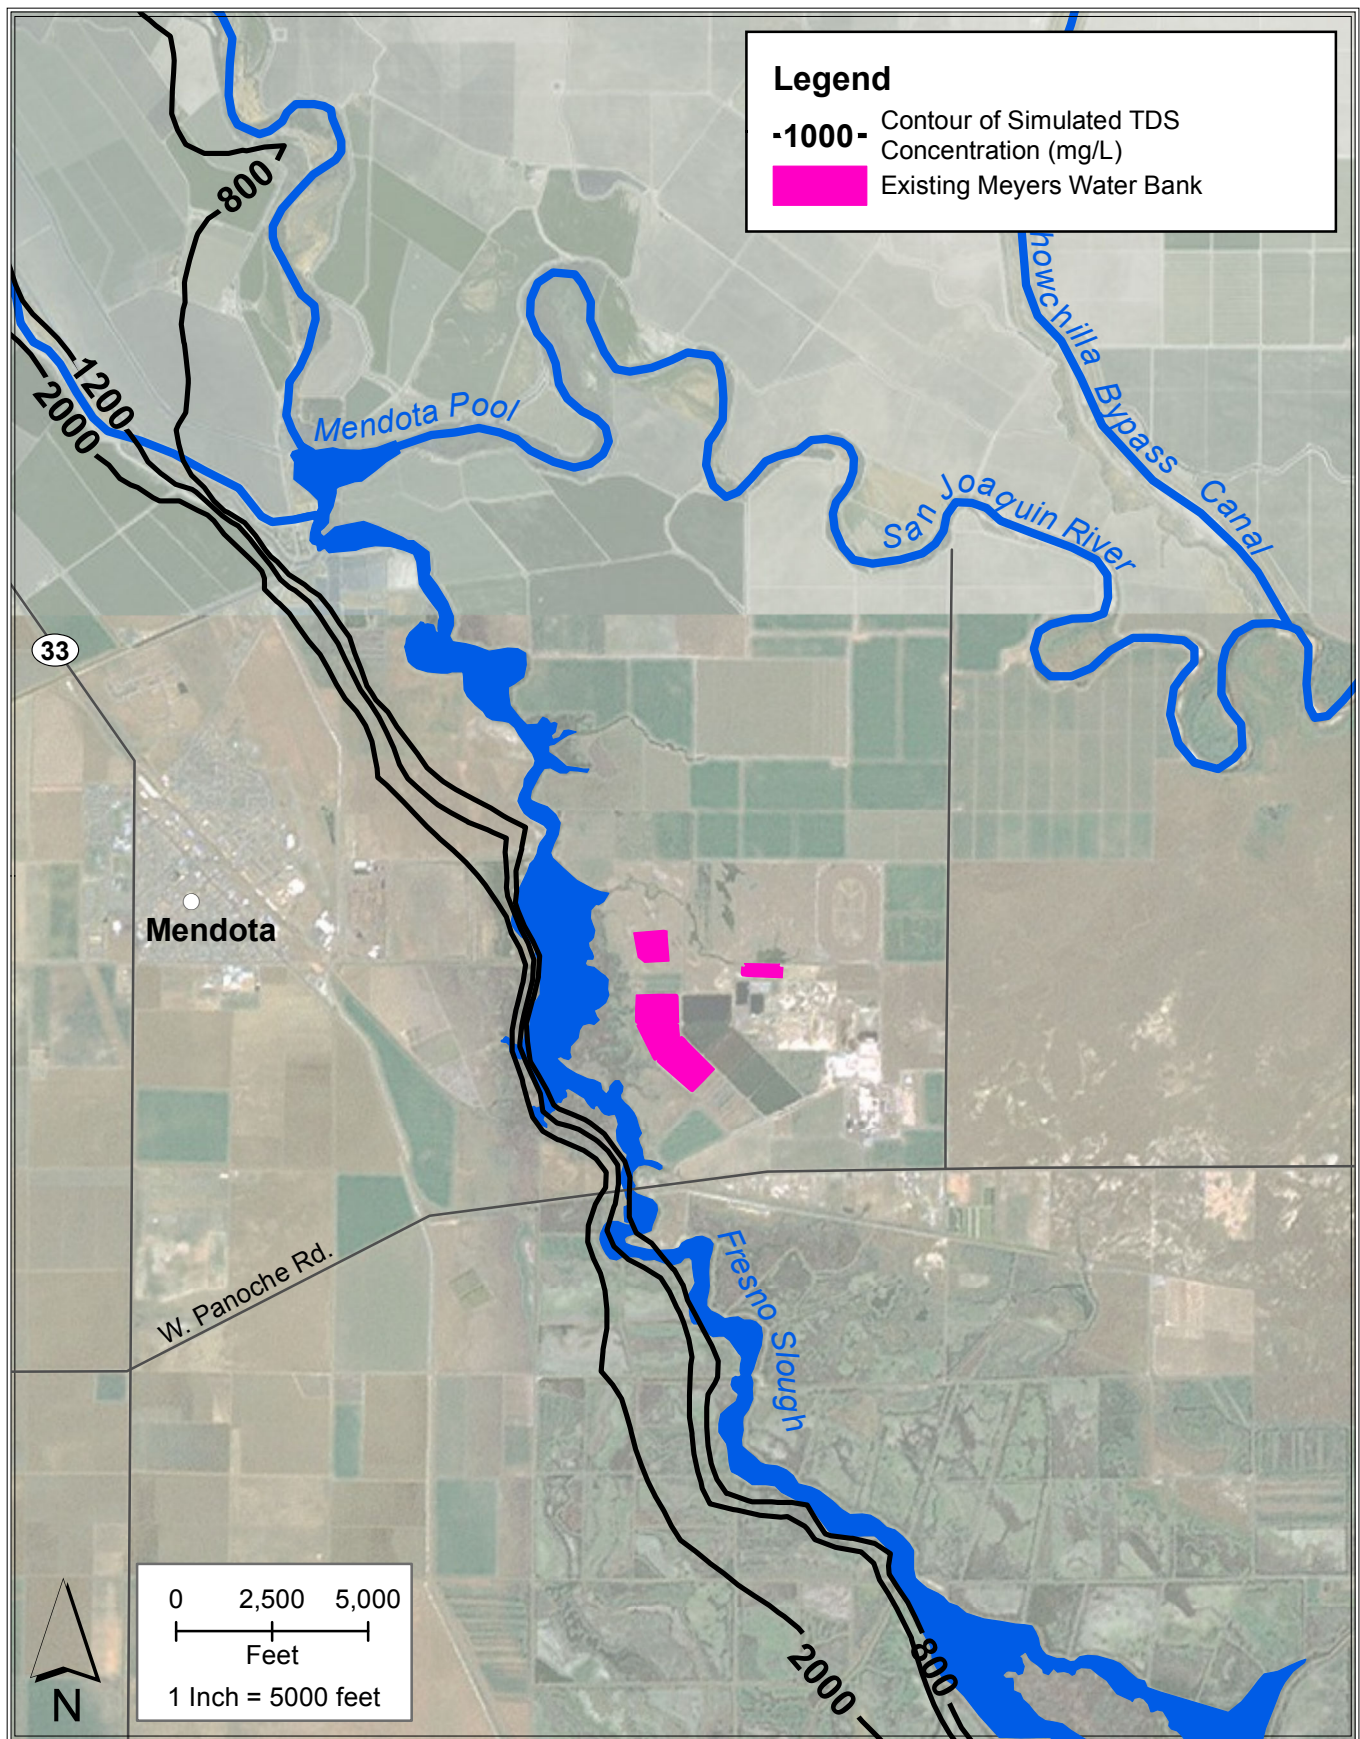 Legend
-1000-
Contour of Simulated TDS
Concentration (mg/L)
Existing Meyers Water Bank
800
howchilla Bypass Canal
1200
2000
Mendota Pool
San Joaquin River
33
Mendota
W. Panoche Rd.
Fresno Slough
0 2,500 5,000
Feet
1 Inch = 5000 feet
N
2000
800